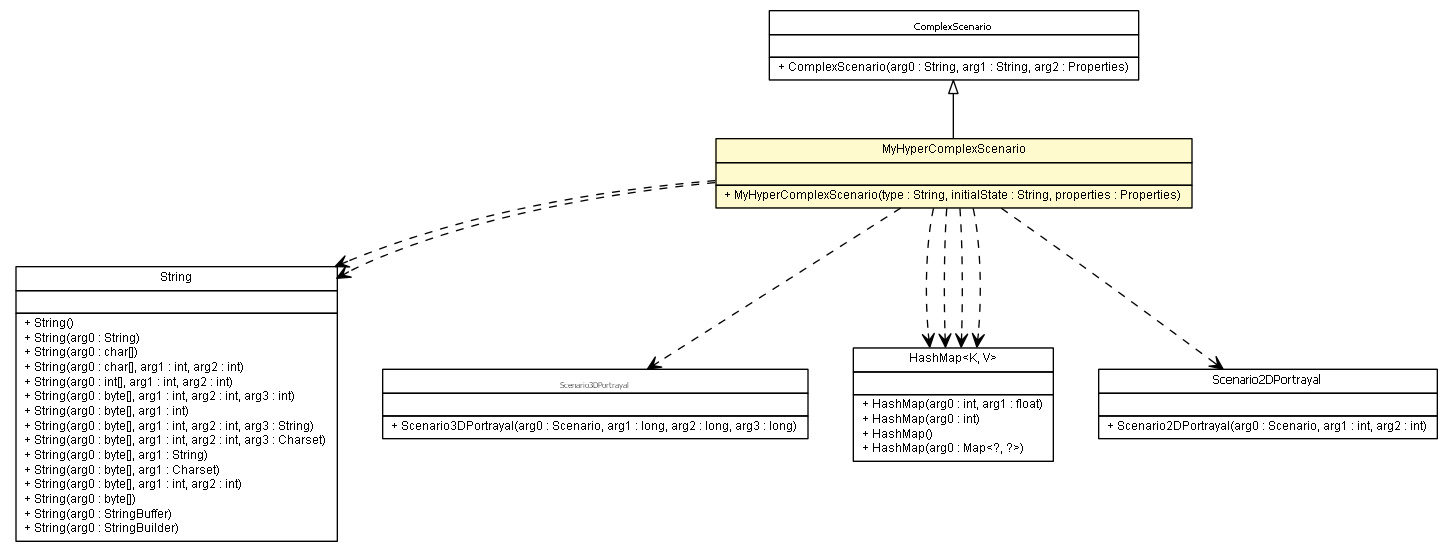 ComplexScenario
+ ComplexScenario(arg0 : String, arg1 : String, arg2 : Properties)
MyHyperComplexScenario
+ MyHyperComplexScenario(type : String, initialState : String, properties : Properties)
String
+ String()
+ String(arg0 : String)
+ String(arg0 : char[])
+ String(arg0 : char[], arg1 : int, arg2 : int)
+ String(arg0 : int[], arg1 : int, arg2 : int)
+ String(arg0 : byte[], arg1 : int, arg2 : int, arg3 : int)
+ String(arg0 : byte[], arg1 : int)
+ String(arg0 : byte[], arg1 : int, arg2 : int, arg3 : String)
+ String(arg0 : byte[], arg1 : int, arg2 : int, arg3 : Charset)
+ String(arg0 : byte[], arg1 : String)
+ String(arg0 : byte[], arg1 : Charset)
+ String(arg0 : byte[], arg1 : int, arg2 : int)
+ String(arg0 : byte[])
+ String(arg0 : StringBuffer)
+ String(arg0 : StringBuilder)
Scenario3DPortrayal
+ Scenario3DPortrayal(arg0 : Scenario, arg1 : long, arg2 : long, arg3 : long)
HashMap<K, V>
+ HashMap(arg0 : int, arg1 : float)
+ HashMap(arg0 : int)
+ HashMap()
+ HashMap(arg0 : Map<?, ?>)
Scenario2DPortrayal
+ Scenario2DPortrayal(arg0 : Scenario, arg1 : int, arg2 : int)